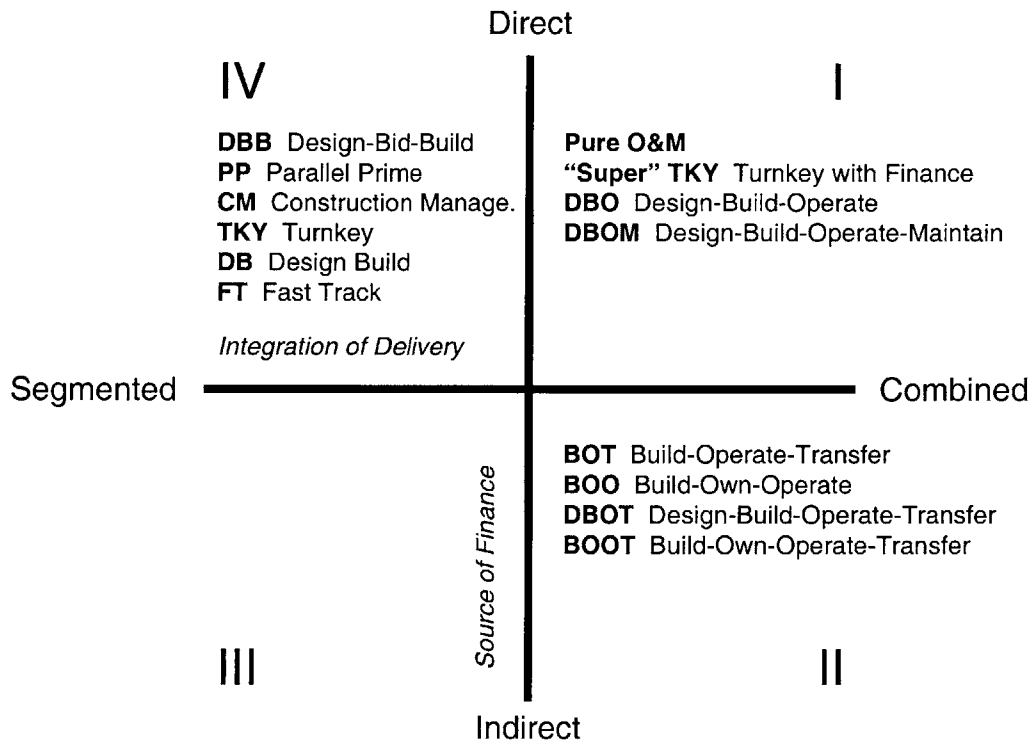 Direct
IV
I
DBB Design-Bid-Build
PP Parallel Prime
CM Construction Manage.
TKY Turnkey
DB Design Build
FT Fast Track
Pure O&M
“Super” TKY Turnkey with Finance
DBO Design-Build-Operate
DBOM Design-Build-Operate-Maintain
Integration of Delivery
Segmented
Combined
Source of Finance
BOT Build-Operate-Transfer
BOO Build-Own-Operate
DBOT Design-Build-Operate-Transfer
BOOT Build-Own-Operate-Transfer
III
II
Indirect